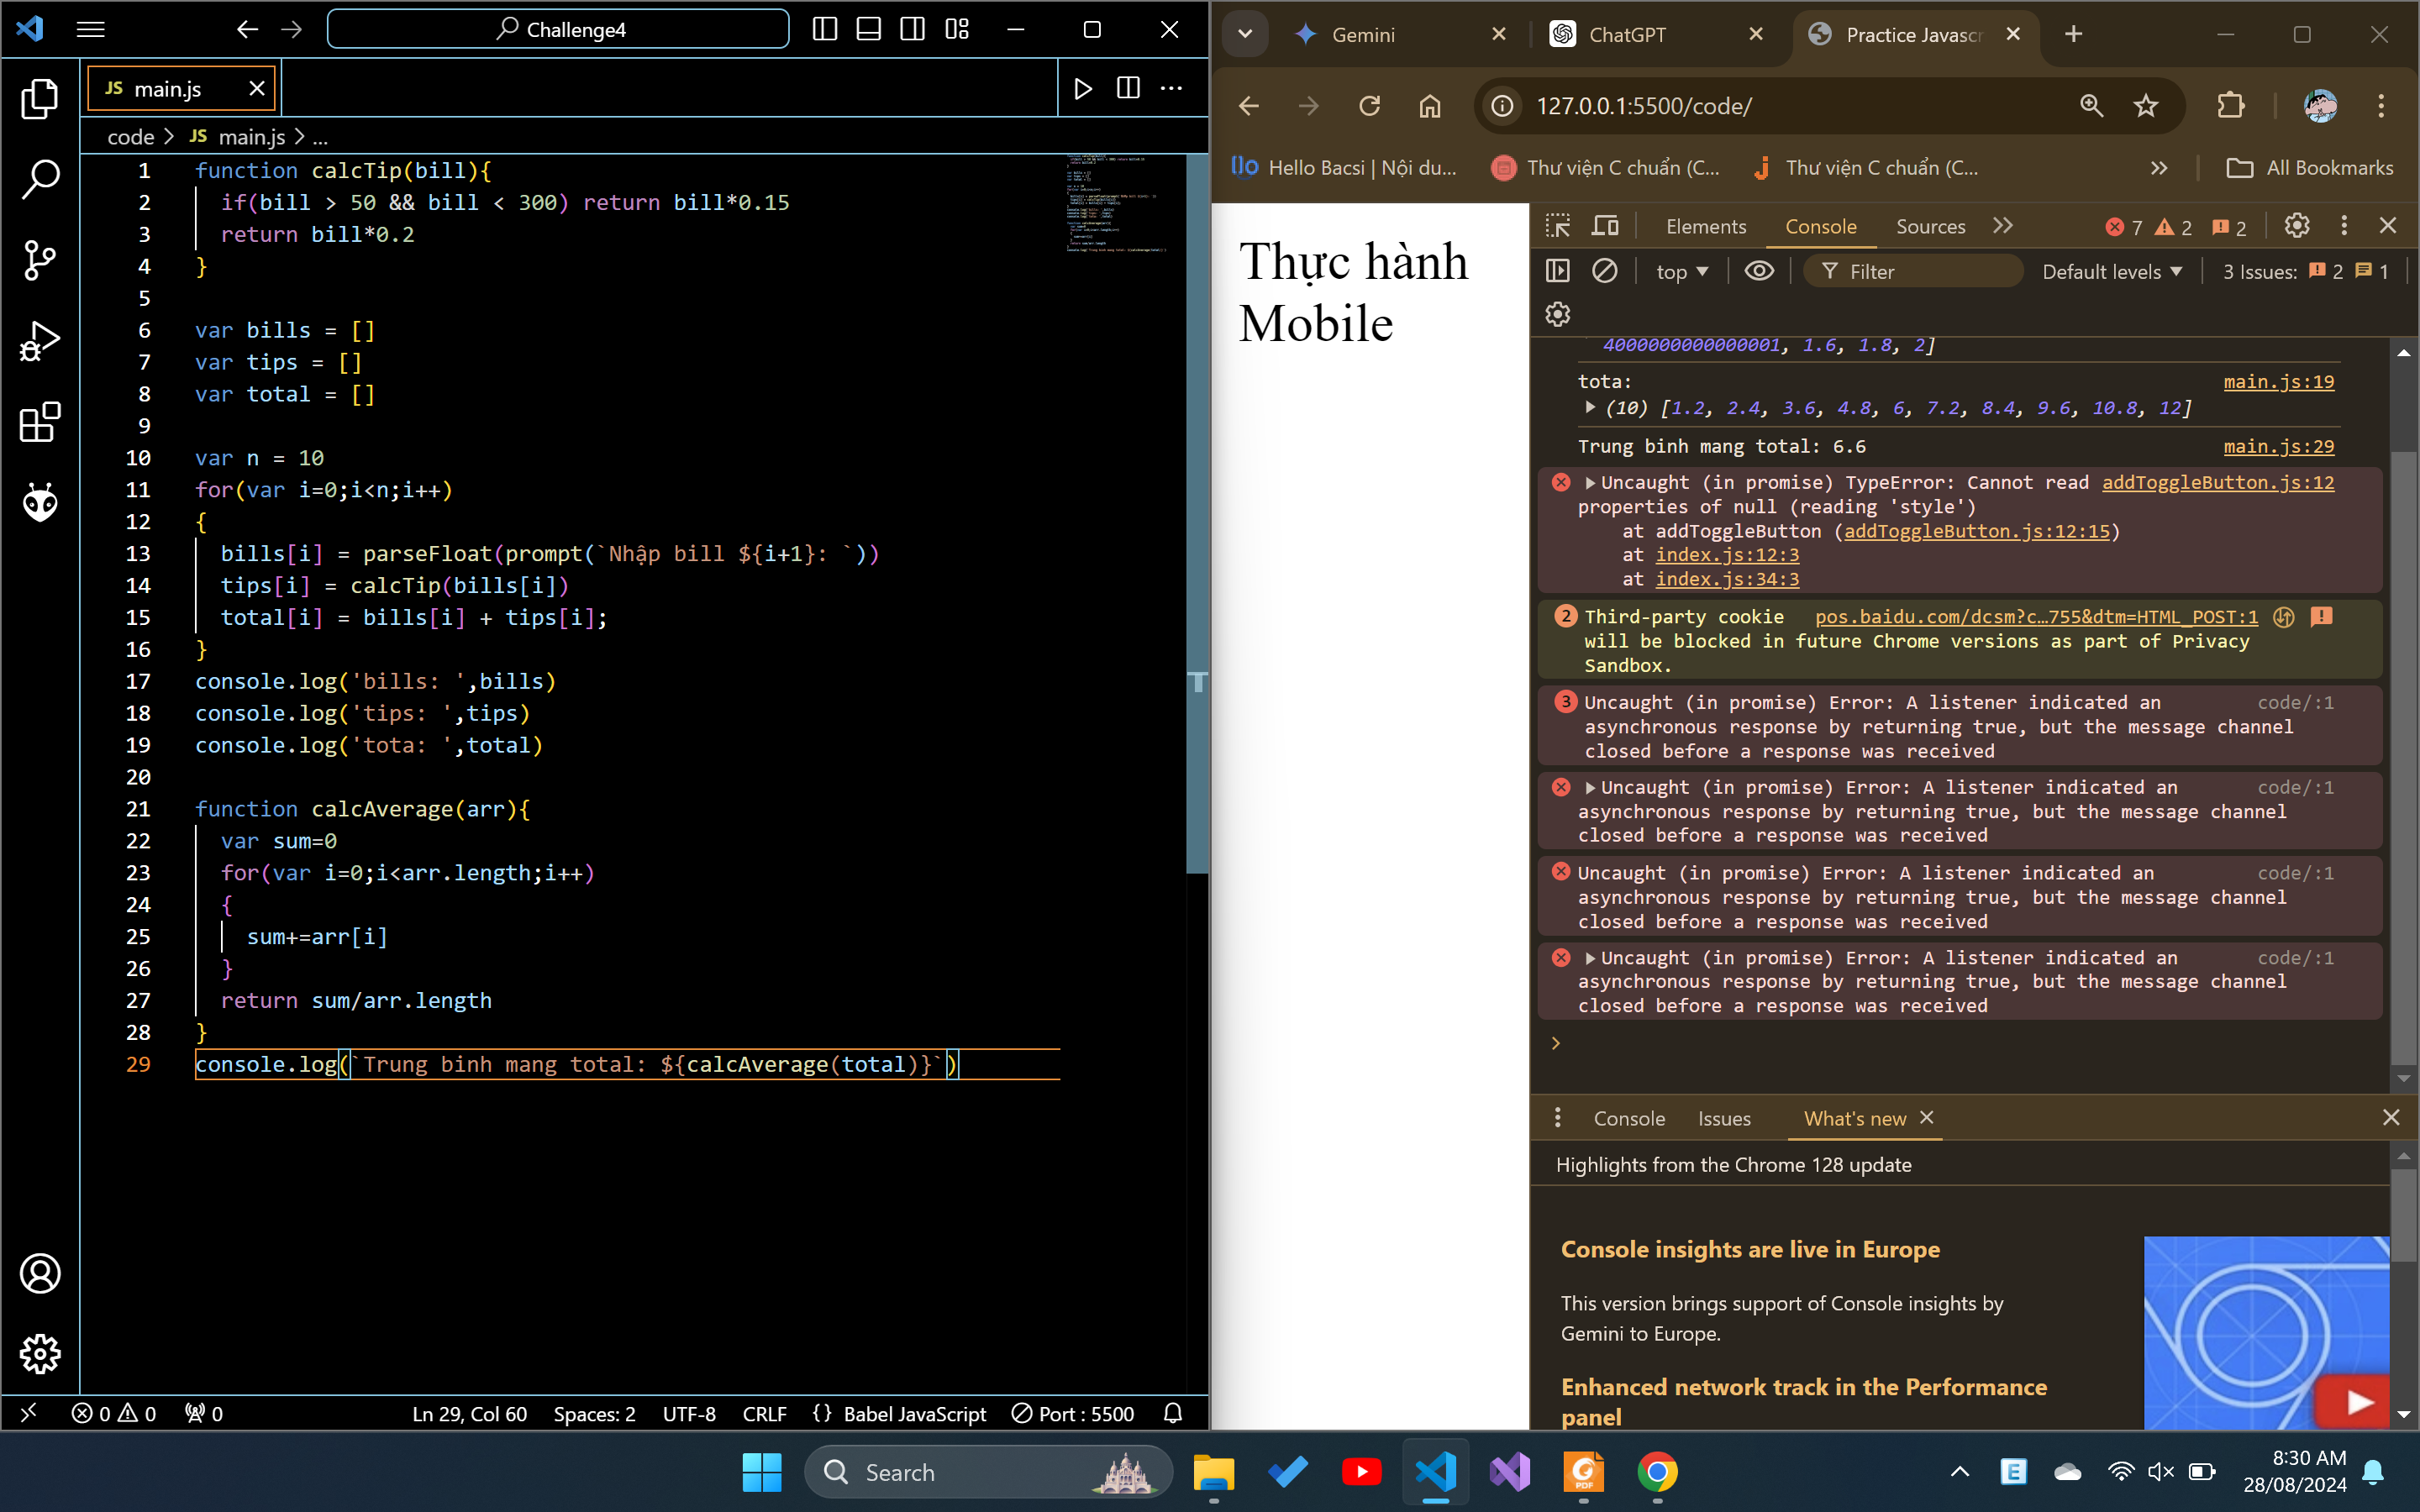 Challenge4
JS main.js
code > JS main.js > ...
1 function calcTip(bill){
2 if(bill > 50 && bill < 300) return bill*0.15
3 return bill*0.2
4 }
5
6 var bills = []
7 var tips = []
8 var total = []
9
10 var n = 10
11 for(var i=0;i<n;i++)
12 {
13 bills[i] = parseFloat(prompt(`Nhập bill ${i+1}: `))
14 tips[i] = calcTip(bills[i])
15 total[i] = bills[i] + tips[i];
16 }
17 console.log('bills: ',bills)
18 console.log('tips: ',tips)
19 console.log('tota: ',total)
20
21 function calcAverage(arr){
22 var sum=0
23 for(var i=0;i<arr.length;i++)
24 {
25 sum+=arr[i]
26 }
27 return sum/arr.length
28 }
29 console.log(`Trung binh mang total: ${calcAverage(total)}`)
0 0 0 Ln 29, Col 60 Spaces: 2 UTF-8 CRLF {} Babel JavaScript Port : 5500
Gemini ChatGPT Practice Javasc
127.0.0.1:5500/code/
Hello Bacsi | Nội du... Thư viện C chuẩn (C... Thư viện C chuẩn (C... All Bookmarks
Thực hành
Mobile
Elements Console Sources 7 2 2
top Filter Default levels 3 Issues: 2 1
4000000000000001, 1.6, 1.8, 2]
tota: main.js:19
(10) [1.2, 2.4, 3.6, 4.8, 6, 7.2, 8.4, 9.6, 10.8, 12]
Trung binh mang total: 6.6 main.js:29
Uncaught (in promise) TypeError: Cannot read addToggleButton.js:12
properties of null (reading 'style')
at addToggleButton (addToggleButton.js:12:15)
at index.js:12:3
at index.js:34:3
2 Third-party cookie pos.baidu.com/dcsm?c…755&dtm=HTML_POST:1
will be blocked in future Chrome versions as part of Privacy
Sandbox.
3 Uncaught (in promise) Error: A listener indicated an code/:1
asynchronous response by returning true, but the message channel
closed before a response was received
Uncaught (in promise) Error: A listener indicated an code/:1
asynchronous response by returning true, but the message channel
closed before a response was received
Uncaught (in promise) Error: A listener indicated an code/:1
asynchronous response by returning true, but the message channel
closed before a response was received
Uncaught (in promise) Error: A listener indicated an code/:1
asynchronous response by returning true, but the message channel
closed before a response was received
Console Issues What's new
Highlights from the Chrome 128 update
Console insights are live in Europe
This version brings support of Console insights by
Gemini to Europe.
Enhanced network track in the Performance
panel
Search
PDF
E
8:30 AM
28/08/2024